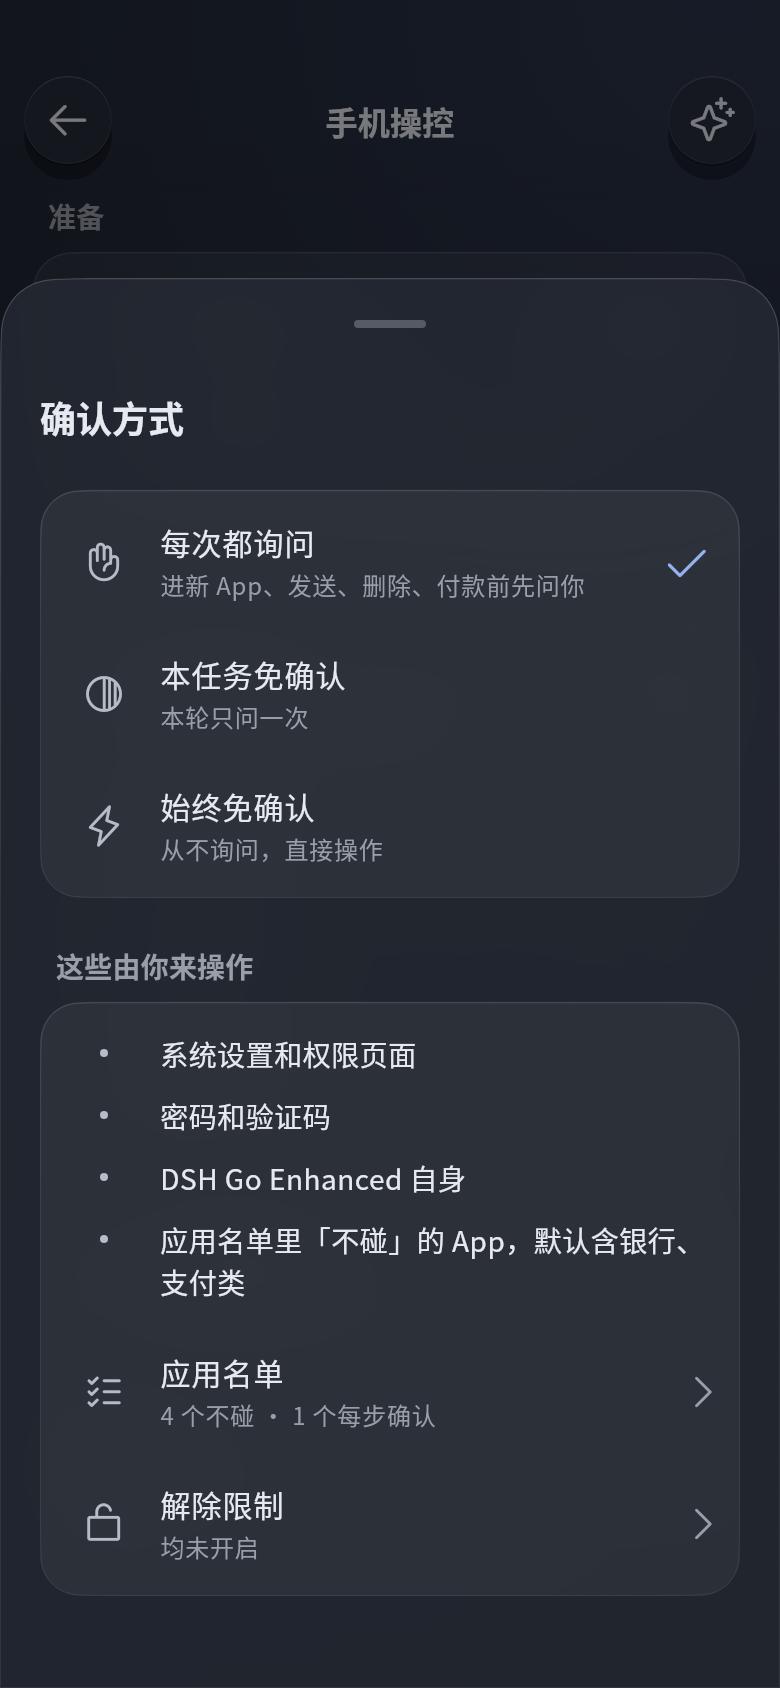 手机操控
准备
确认方式
每次都询问
进新 App、发送、删除、付款前先问你
本任务免确认
本轮只问一次
始终免确认
从不询问，直接操作
这些由你来操作
• 系统设置和权限页面
• 密码和验证码
• DSH Go Enhanced 自身
• 应用名单里「不碰」的 App，默认含银行、
支付类
应用名单
4 个不碰 · 1 个每步确认
解除限制
均未开启